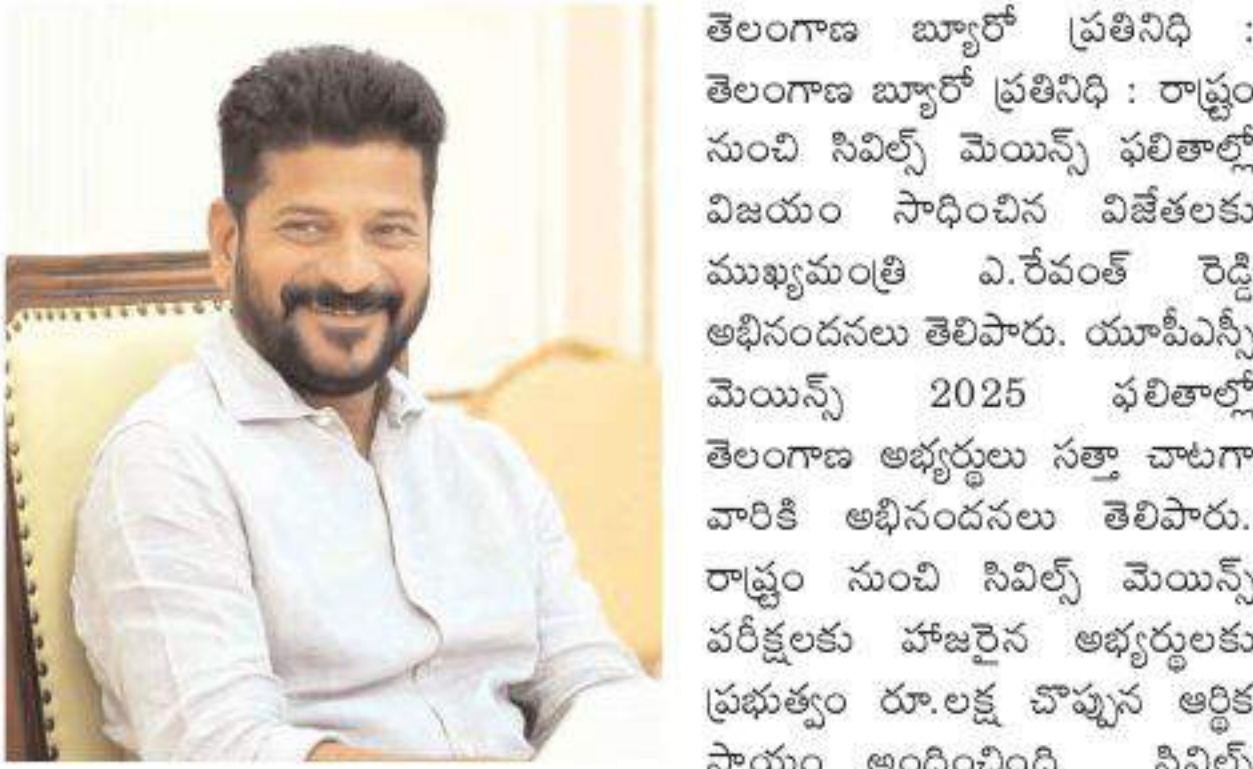 తెలంగాణ బ్యూరో ప్రతినిధి :
తెలంగాణ బ్యూరో ప్రతినిధి : రాష్ట్రం
నుంచి సివిల్స్ మెయిన్స్ ఫలితాల్లో
విజయం సాధించిన విజేతలకు
ముఖ్యమంత్రి ఎ.రేవంత్ రెడ్డి
అభినందనలు తెలిపారు. యూపీఎస్సీ
మెయిన్స్ 2025 ఫలితాల్లో
తెలంగాణ అభ్యర్థులు సత్తా చాటగా
వారికి అభినందనలు తెలిపారు.
రాష్ట్రం నుంచి సివిల్స్ మెయిన్స్
పరీక్షలకు హాజరైన అభ్యర్థులకు
ప్రభుత్వం రూ.లక్ష చొప్పున ఆర్థిక
సాయం అందించింది సివిల్స్